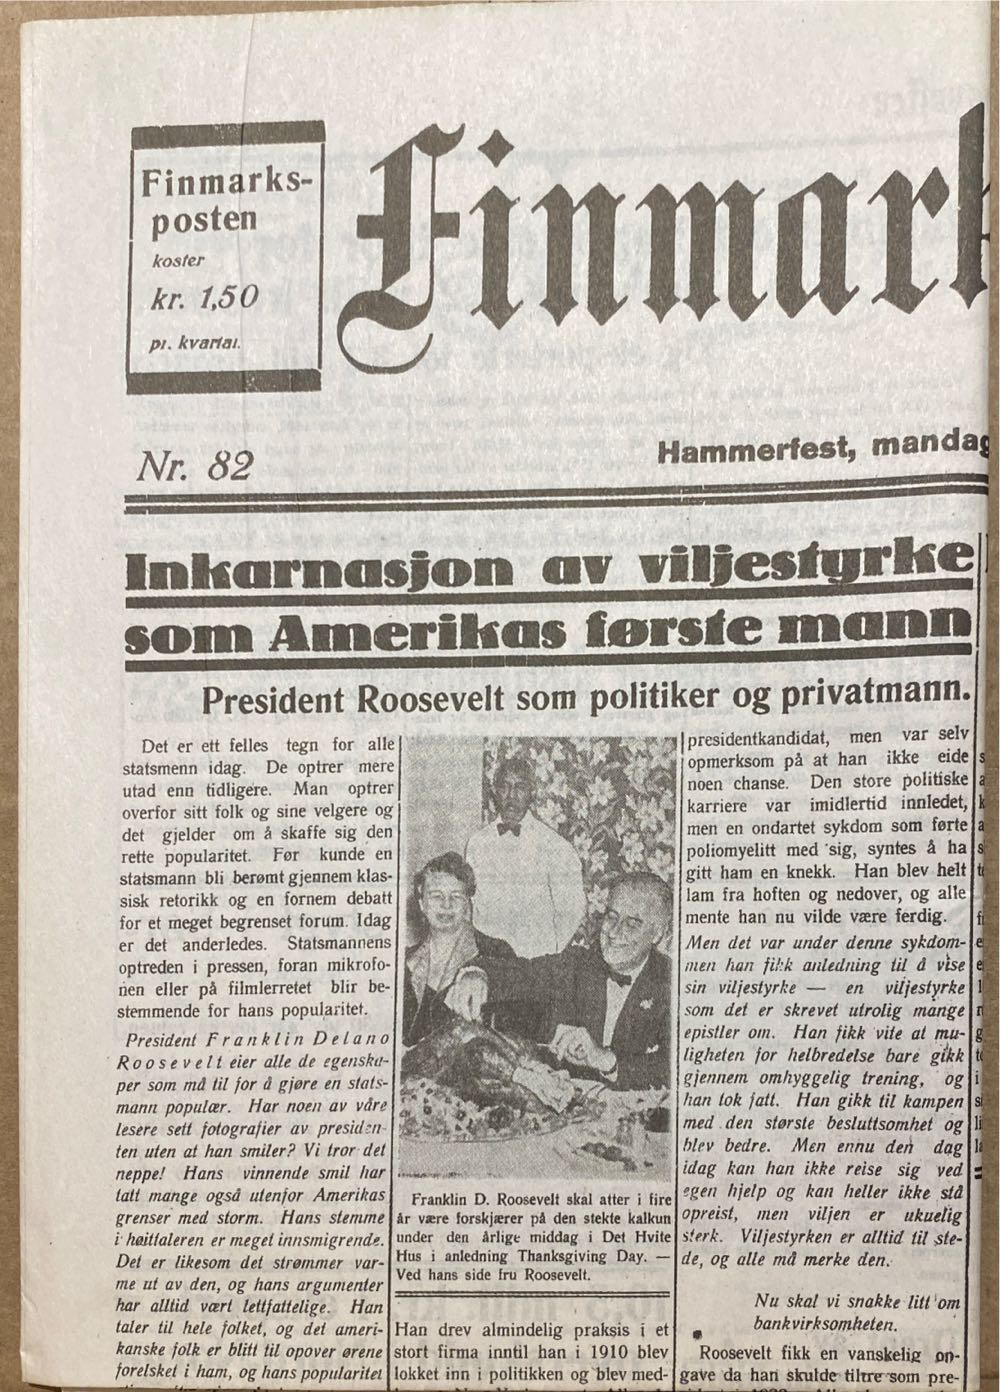 Finmarks-
posten
koster
kr. 1,50
pr. kvartal.
Finmark
Nr. 82
Hammerfest, mandag
Inkarnasjon av viljestyrke
som Amerikas første mann
President Roosevelt som politiker og privatmann.
Det er ett felles tegn for alle
statsmenn idag. De optrer mere
utad enn tidligere. Man optrer
overfor sitt folk og sine velgere og
det gjelder om å skaffe sig den
rette popularitet. Før kunde en
statsmann bli berømt gjennem klas-
sisk retorikk og en fornem debatt
for et meget begrenset forum. Idag
er det anderledes. Statsmannens
optreden i pressen, foran mikrofo-
nen eller på filmlerretet blir be-
stemmende for hans popularitet.
President Franklin Delano
Roosevelt eier alle de egenska-
per som må til for å gjøre en stats-
mann populær. Har noen av våre
lesere sett fotografier av presiden-
ten uten at han smiler? Vi tror det
neppe! Hans vinnende smil har
tatt mange også utenfor Amerikas
grenser med storm. Hans stemme
i høittaleren er meget innsmigrende.
Det er likesom det strømmer var-
me ut av den, og hans argumenter
har alltid vært lettfattelige. Han
taler til hele folket, og det ameri-
kanske folk er blitt til opover ørene
forelsket i ham, og hans popularitet
Franklin D. Roosevelt skal atter i fire
år være forskjærer på den stekte kalkun
under den årlige middag i Det Hvite
Hus i anledning Thanksgiving Day. —
Ved hans side fru Roosevelt.
Han drev almindelig praksis i et
stort firma inntil han i 1910 blev
lokket inn i politikken og blev med-
presidentkandidat, men var selv
opmerksom på at han ikke eide
noen chanse. Den store politiske
karriere var imidlertid innledet,
men en ondartet sykdom som førte
poliomyelitt med sig, syntes å ha
gitt ham en knekk. Han blev helt
lam fra hoften og nedover, og alle
mente han nu vilde være ferdig.
Men det var under denne sykdom-
men han fikk anledning til å vise
sin viljestyrke — en viljestyrke
som det er skrevet utrolig mange
epistler om. Han fikk vite at mu-
ligheten for helbredelse bare gikk
gjennem omhyggelig trening, og
han tok fatt. Han gikk til kampen
med den største besluttsomhet og
blev bedre. Men ennu den dag
idag kan han ikke reise sig ved
egen hjelp og kan heller ikke stå
opreist, men viljen er ukuelig
sterk. Viljestyrken er alltid til ste-
de, og alle må merke den.
Nu skal vi snakke litt om
bankvirksomheten.
Roosevelt fikk en vanskelig op-
gave da han skulde tiltre som pre-